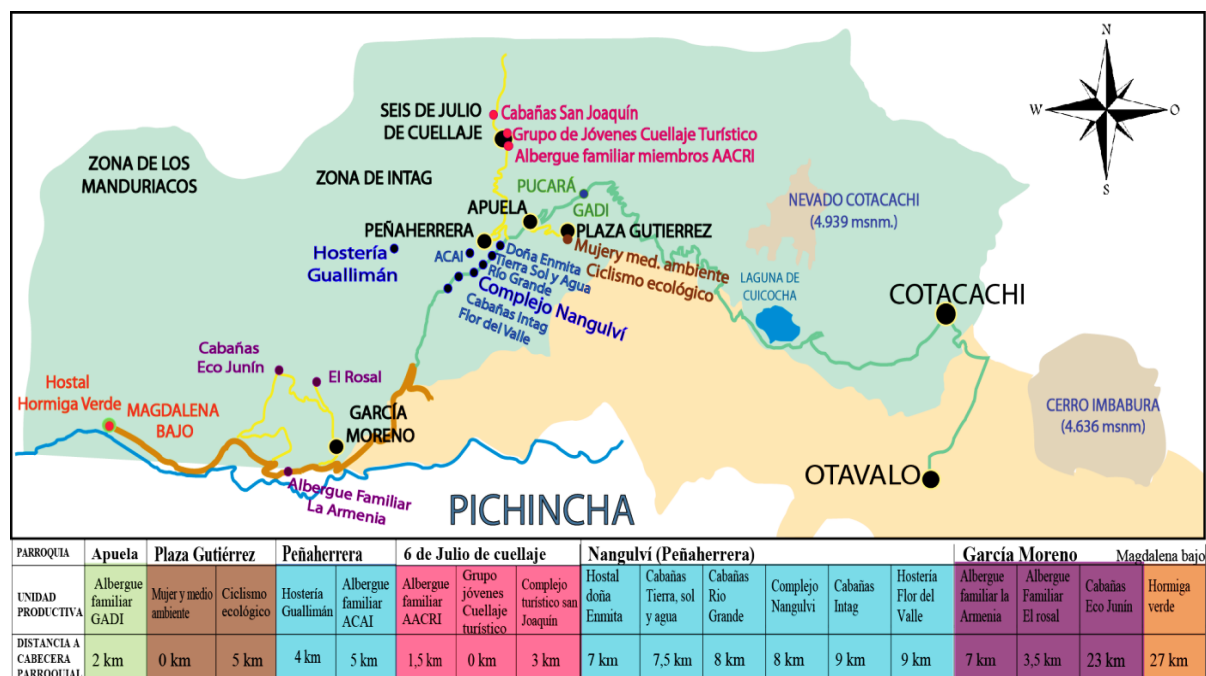 N
W
O
S
SEIS DE JULIO
DE CUELLAJE
Cabañas San Joaquín
Grupo de Jóvenes Cuellaje Turístico
Albergue familiar miembros AACRI
ZONA DE LOS
MANDURIACOS
ZONA DE INTAG
PUCARÁ
GADI
APUELA
PEÑAHERRERA
PLAZA GUTIERREZ
NEVADO COTACACHI
(4.939 msnm.)
Hostería
Guallimán
ACAI
Doña Enmita
Tierra Sol y Agua
Río Grande
Complejo Nangulví
Cabañas Intag
Flor del Valle
Mujery med. ambiente
Ciclismo ecológico
LAGUNA DE
CUICOCHA
COTACACHI
Cabañas
Eco Junín
El Rosal
Hostal
Hormiga Verde
MAGDALENA
BAJO
GARCÍA
MORENO
CERRO IMBABURA
(4.636 msnm)
Albergue Familiar
La Armenia
PICHINCHA
OTAVALO
PARROQUIA
Apuela
Plaza Gutiérrez
Peñaherrera
6 de Julio de cuellaje
Nangulví (Peñaherrera)
García Moreno
Magdalena bajo
UNIDAD
PRODUCTIVA
Albergue
familiar
GADI
Mujer y medio
ambiente
Ciclismo
ecológico
Hostería
Guallimán
Albergue
familiar
ACAI
Albergue
familiar
AACRI
Grupo
jóvenes
Cuellaje
turístico
Complejo
turístico san
Joaquín
Hostal
doña
Enmita
Cabañas
Tierra, sol
y agua
Cabañas
Rio
Grande
Complejo
Nangulvi
Cabañas
Intag
Hostería
Flor del
Valle
Albergue
familiar la
Armenia
Albergue
Familiar
El rosal
Cabañas
Eco Junín
Hormiga
verde
DISTANCIA A
CABECERA
PARROQUIAL
2 km
0 km
5 km
4 km
5 km
1,5 km
0 km
3 km
7 km
7,5 km
8 km
8 km
9 km
9 km
7 km
3,5 km
23 km
27 km